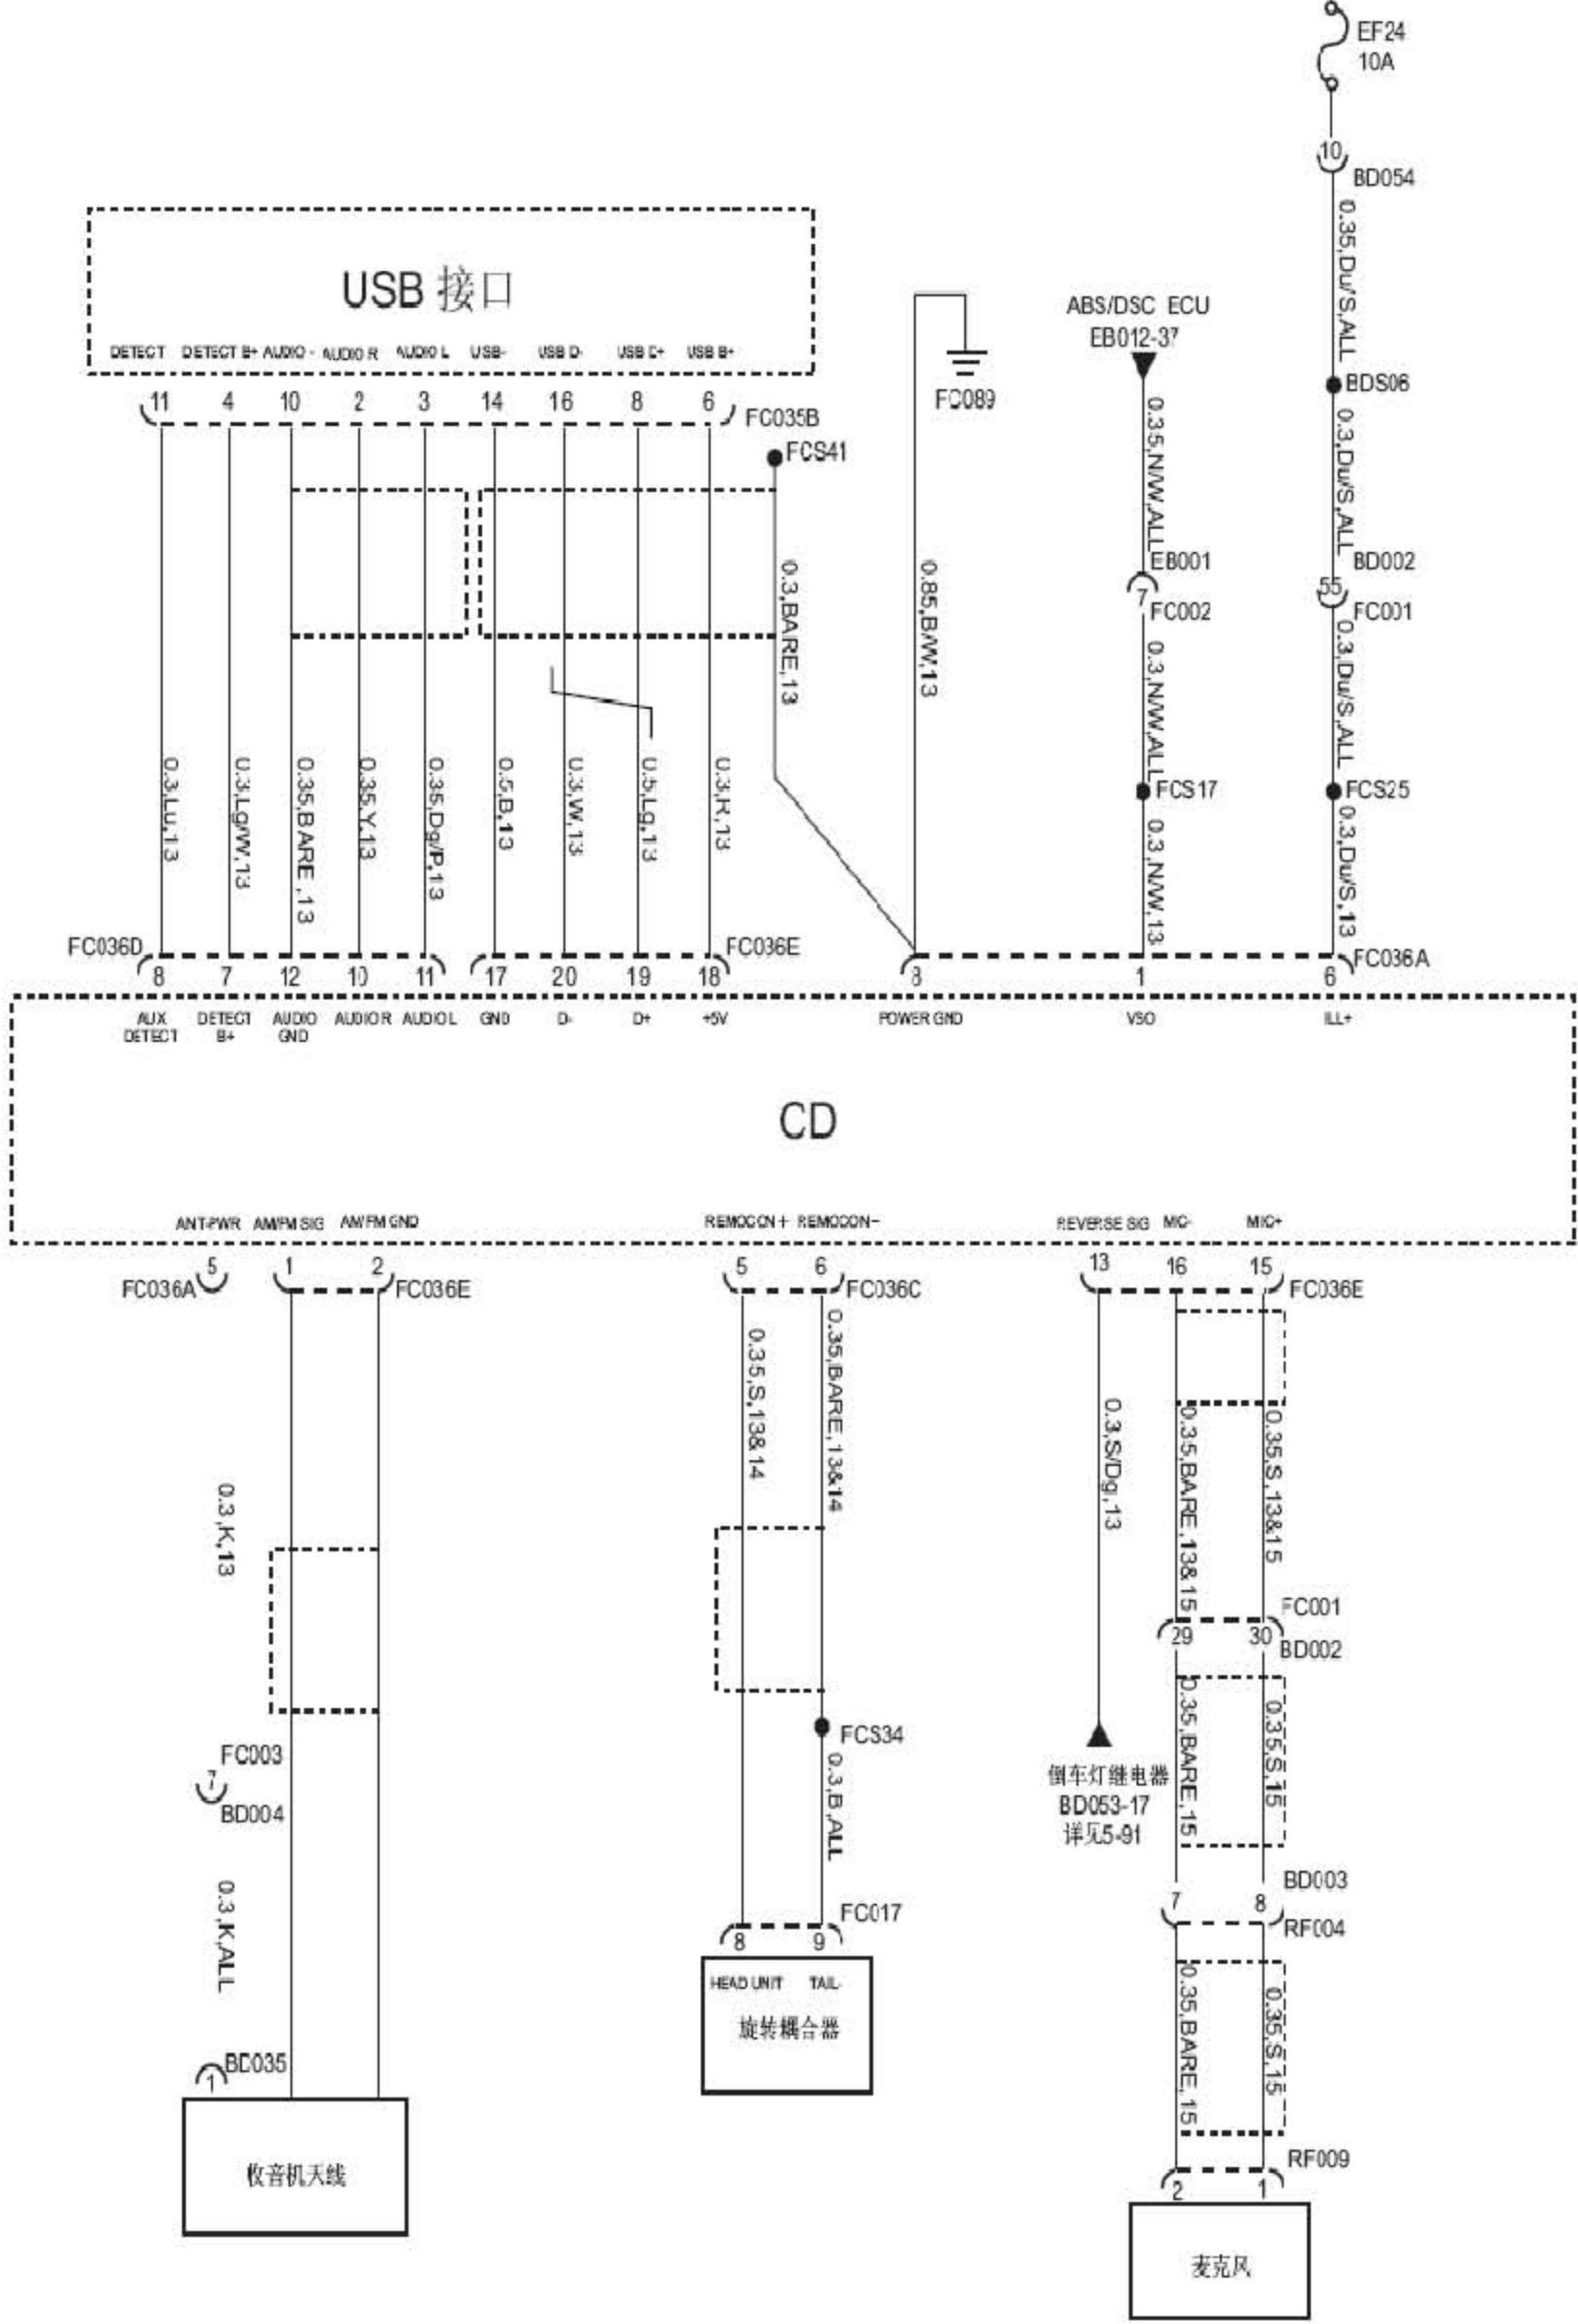 EF24
10A
10
BD054
0.35,Du/S,ALL
USB 接口
DETECT DETECT B+ AUDIO - AUDIO R AUDIO L USB- USB D- USB D+ USB B+
11 4 10 2 3 14 16 8 6
FC035B
FCS41
FC089
ABS/DSC ECU
EB012-37
BDS06
0.35,N/W,ALL
0.3,Du/S,ALL
0.3,BARE,13
0.85,B/W,13
EB001
7
FC002
BD002
55
FC001
0.3,N/W,ALL
0.3,Du/S,ALL
FCS17
FCS25
0.3,Lu,13
0.3,Lg/W,13
0.35,BARE,13
0.35,Y,13
0.35,Dg/P,13
0.5,B,13
0.3,W,13
0.5,Lg,13
0.3,R,13
0.3,N/W,13
0.3,Du/S,13
FC036D
FC036E
FC036A
8 7 12 10 11 17 20 19 18 3 1 6
AUX DETECT
DETECT B+
AUDIO GND
AUDIO R AUDIO L GND D- D+ +5V POWER GND VSO ILL+
CD
ANT-PWR AM/FM SIG AM/FM GND REMOCON+ REMOCON- REVERSE SIG MIC- MIC+
5 1 2 5 6 13 16 15
FC036A FC036E FC036C FC036E
0.35,S,13&14
0.35,BARE,13&14
0.3,S/Dg,13
0.35,BARE,13&15
0.35,S,13&15
0.3,K,13
FC001
29 30
BD002
FCS34
0.35,BARE,15
0.35,S,15
FC003
7
BD004
0.3,B,ALL
倒车灯继电器
BD053-17
详见5-91
0.3,K,ALL
BD003
7 8
RF004
FC017
8 9
HEAD UNIT TAIL-
旋转耦合器
0.35,BARE,15
0.35,S,15
BD035
1
收音机天线
RF009
2 1
麦克风